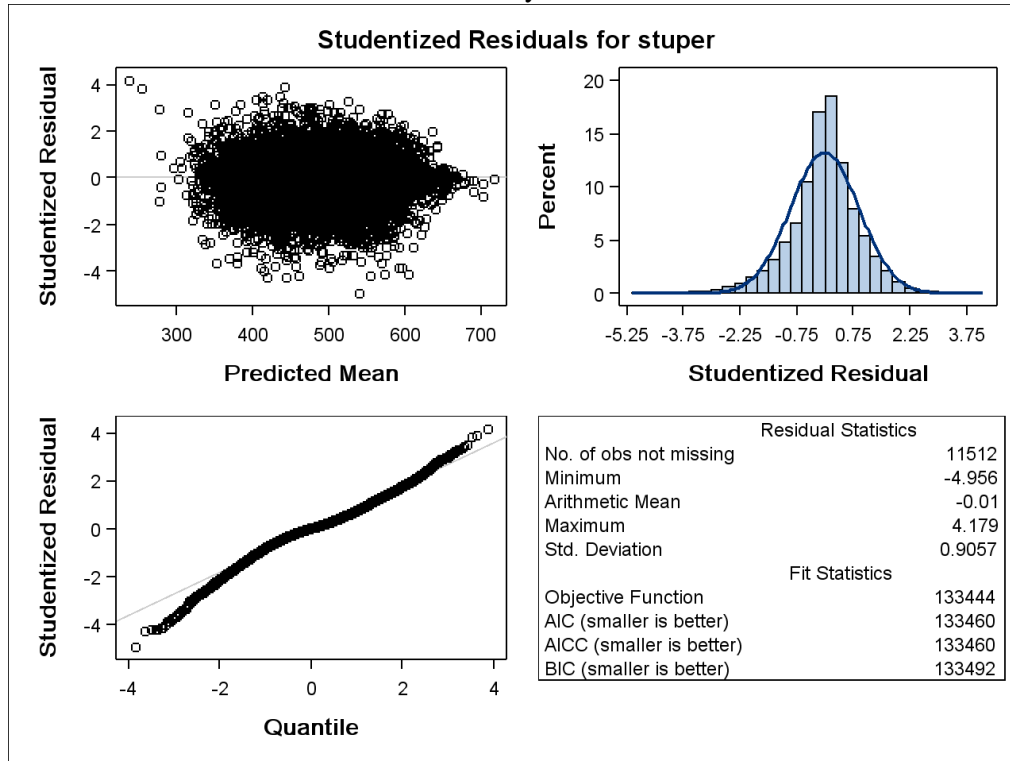 Studentized Residuals for stuper
Studentized Residual
4
2
0
-2
-4
300 400 500 600 700
Predicted Mean
Percent
20
15
10
5
0
-5.25 -3.75 -2.25 -0.75 0.75 2.25 3.75
Studentized Residual
Studentized Residual
4
2
0
-2
-4
-4 -2 0 2 4
Quantile
Residual Statistics
No. of obs not missing 11512
Minimum -4.956
Arithmetic Mean -0.01
Maximum 4.179
Std. Deviation 0.9057
Fit Statistics
Objective Function 133444
AIC (smaller is better) 133460
AICC (smaller is better) 133460
BIC (smaller is better) 133492